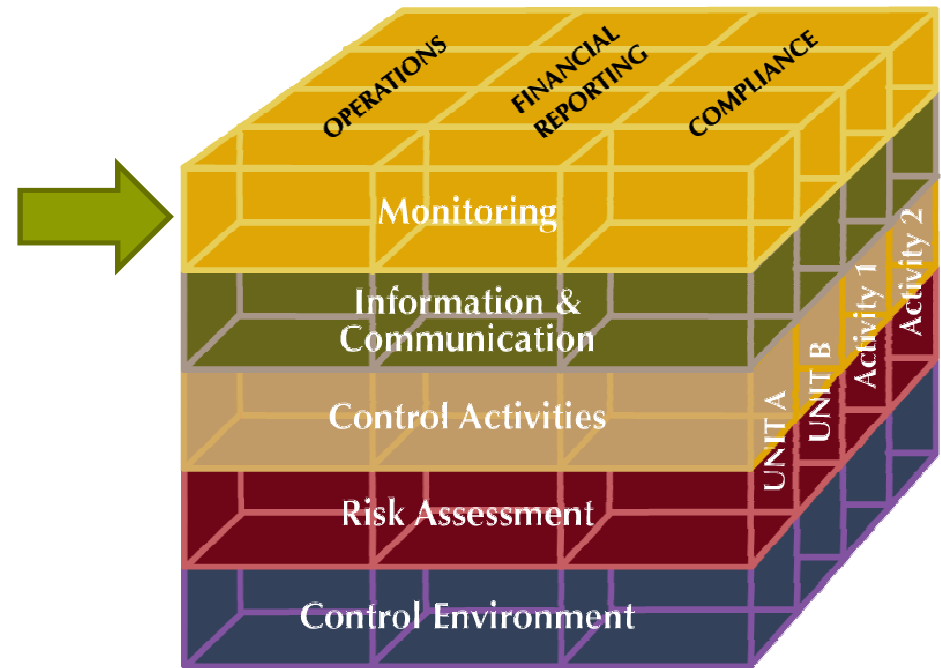 OPERATIONS
FINANCIAL
REPORTING
COMPLIANCE
Monitoring
Information &
Communication
Control Activities
Risk Assessment
Control Environment
UNIT A
UNIT B
Activity 1
Activity 2